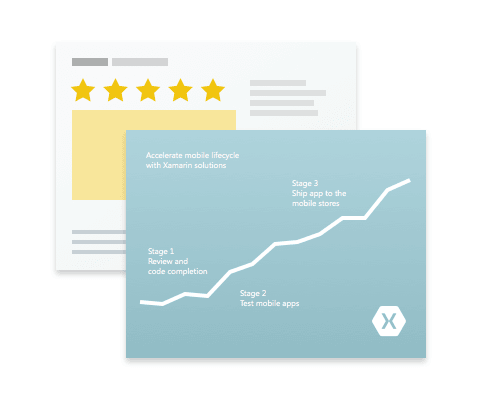 Accelerate mobile lifecycle
with Xamarin solutions
Stage 3
Ship app to the
mobile stores
Stage 1
Review and
code completion
Stage 2
Test mobile apps